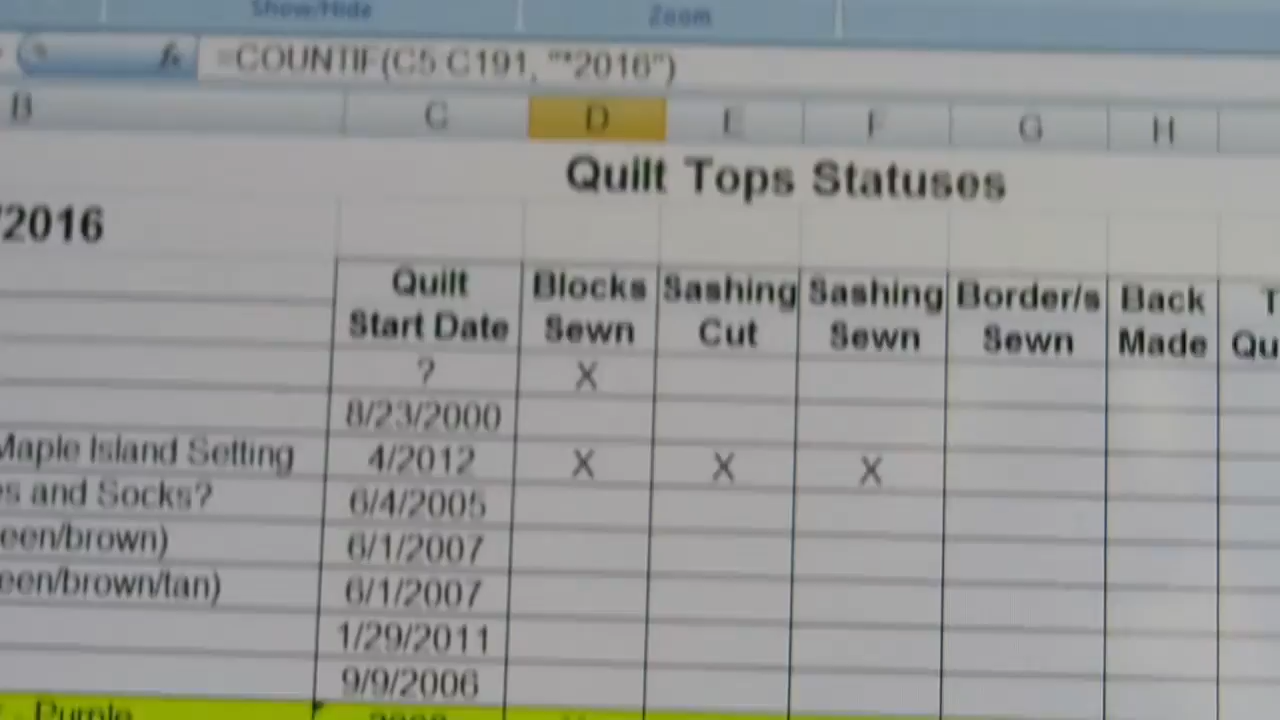 Show/Hide Zoom
fx =COUNTIF(C5 C191, "*2016")
B C D E F G H
Quilt Tops Statuses
/2016
Quilt Start Date Blocks Sewn Sashing Cut Sashing Sewn Border/s Sewn Back Made T Qu
? X
8/23/2000
Maple Island Setting 4/2012 X X X
es and Socks? 6/4/2005
een/brown) 6/1/2007
een/brown/tan) 6/1/2007
1/29/2011
9/9/2006
- Purple